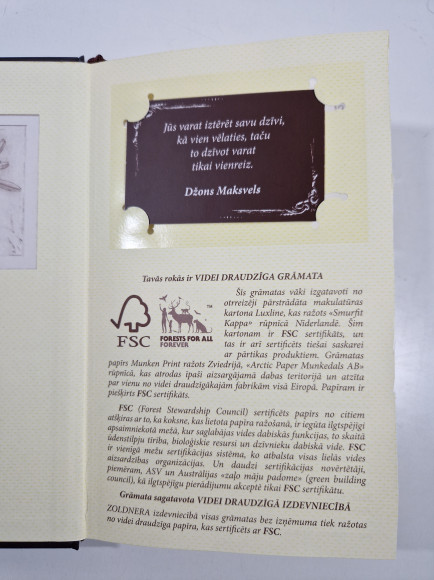 Jūs varat iztērēt savu dzīvi,
kā vien vēlaties, taču
to dzīvot varat
tikai vienreiz.
Džons Maksvels
Tavās rokās ir VIDEI DRAUDZĪGA GRĀMATA
Šīs grāmatas vāki izgatavoti no
otrreizēji pārstrādāta makulatūras
kartona Luxline, kas ražots «Smurfit
Kappa» rūpnīcā Nīderlandē. Šim
kartonam ir FSC sertifikāts, un
tas ir arī sertificēts tiešai saskarei
ar pārtikas produktiem. Grāmatas
FSC
FORESTS FOR ALL
FOREVER
™
papīrs Munken Print ražots Zviedrijā, «Arctic Paper Munkedals AB»
rūpnīcā, kas atrodas īpaši aizsargājamā dabas teritorijā un atzīta
par vienu no videi draudzīgākajām fabrikām visā Eiropā. Papīram ir
piešķirts FSC sertifikāts.
FSC (Forest Stewardship Council) sertificēts papīrs no citiem
atšķiras ar to, ka koksne, kas lietota papīra ražošanā, ir iegūta ilgtspējīgi
apsaimniekotā mežā, kur saglabājas vides dabiskās funkcijas, to skaitā
ūdenstilpju tīrība, bioloģiskie resursi un dzīvnieku dabiskā vide. FSC
ir vienīgā mežu sertifikācijas sistēma, ko atbalsta visas lielās vides
aizsardzības organizācijas. Un daudzi sertifikācijas novērtētāji,
piemēram, ASV un Austrālijas «zaļo māju padome» (green building
council), kā ilgtspējīgu pierādījumu akceptē tikai FSC sertifikātu.
Grāmata sagatavota VIDEI DRAUDZĪGĀ IZDEVNIECĪBĀ
ZOLDNERA izdevniecībā visas grāmatas bez izņēmuma tiek ražotas
no videi draudzīga papīra, kas sertificēts ar FSC.